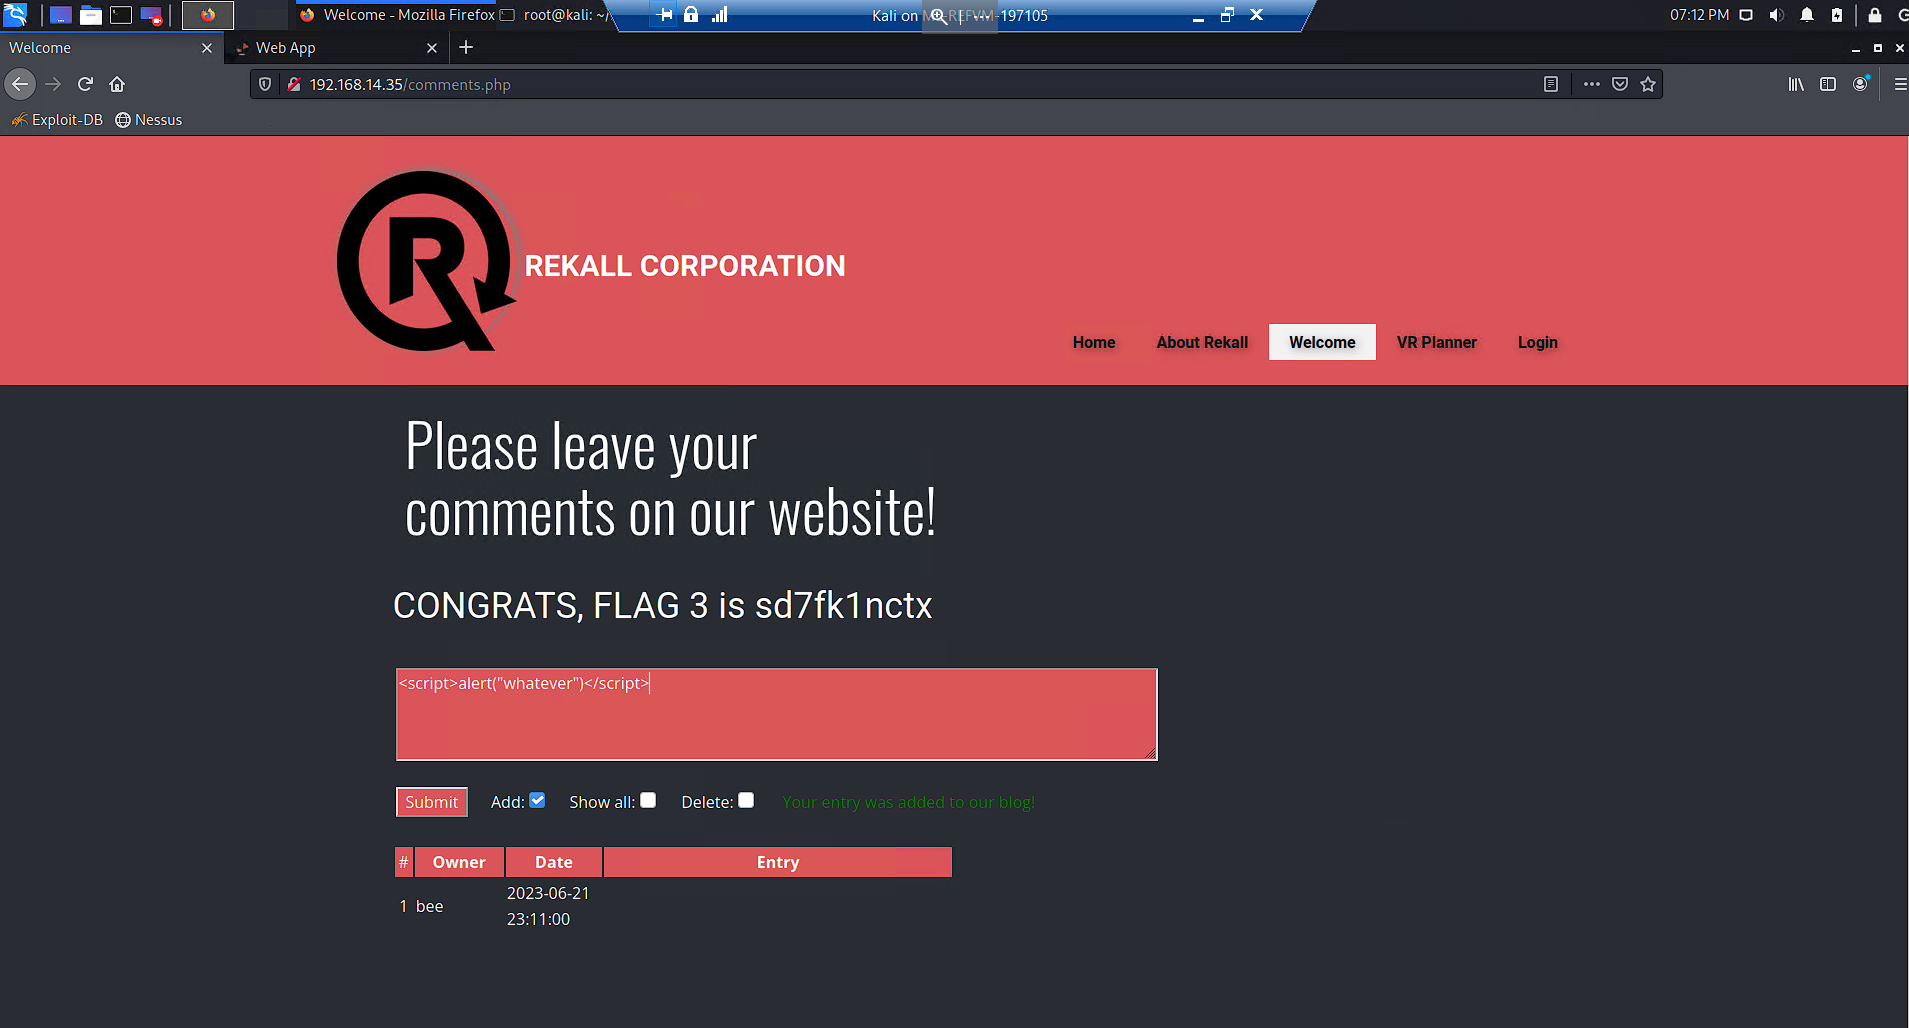 Welcome - Mozilla Firefox
root@kali: ~/
Kali on
-197105
07:12 PM
Welcome
Web App
192.168.14.35/comments.php
Exploit-DB
Nessus
REKALL CORPORATION
Home
About Rekall
Welcome
VR Planner
Login
Please leave your
comments on our website!
CONGRATS, FLAG 3 is sd7fk1nctx
<script>alert("whatever")</script>
Submit Add: Show all: Delete: Your entry was added to our blog!
# Owner Date Entry
1 bee 2023-06-21
23:11:00